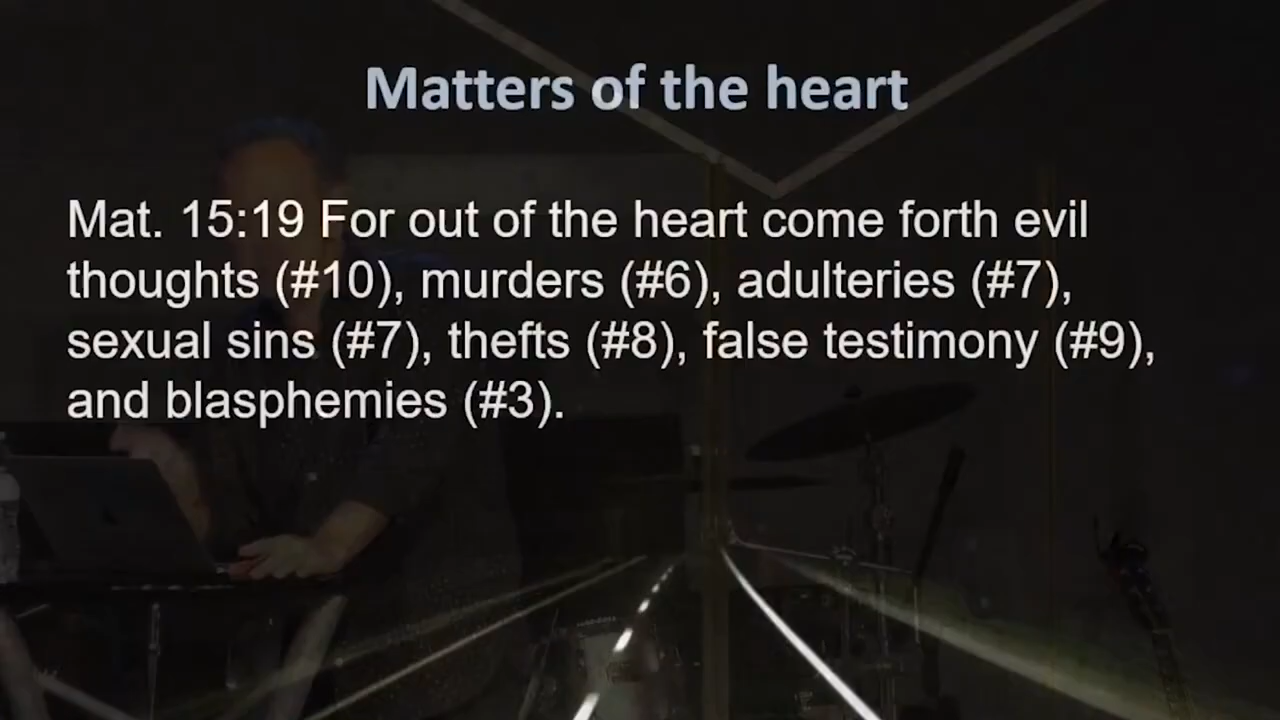 Matters of the heart
Mat. 15:19 For out of the heart come forth evil
thoughts (#10), murders (#6), adulteries (#7),
sexual sins (#7), thefts (#8), false testimony (#9),
and blasphemies (#3).